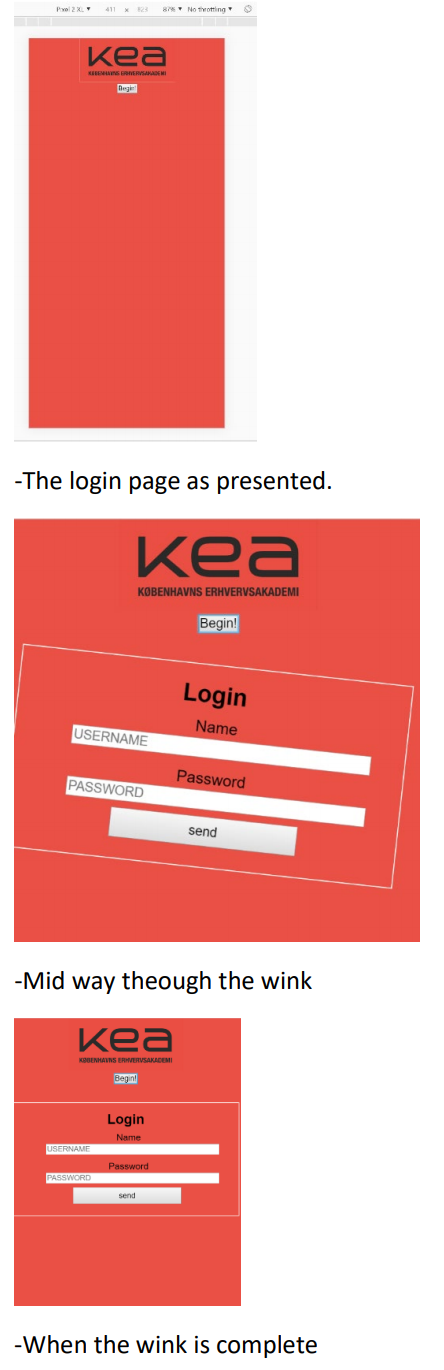 Pixel 2 XL ▼ 411 x 823 87% ▼ No throttling ▼
kea
KØBENHAVNS ERHVERVSAKADEMI
Begin!
-The login page as presented.
kea
KØBENHAVNS ERHVERVSAKADEMI
Begin!
Login
Name
USERNAME
Password
PASSWORD
send
-Mid way theough the wink
kea
KØBENHAVNS ERHVERVSAKADEMI
Begin!
Login
Name
USERNAME
Password
PASSWORD
send
-When the wink is complete